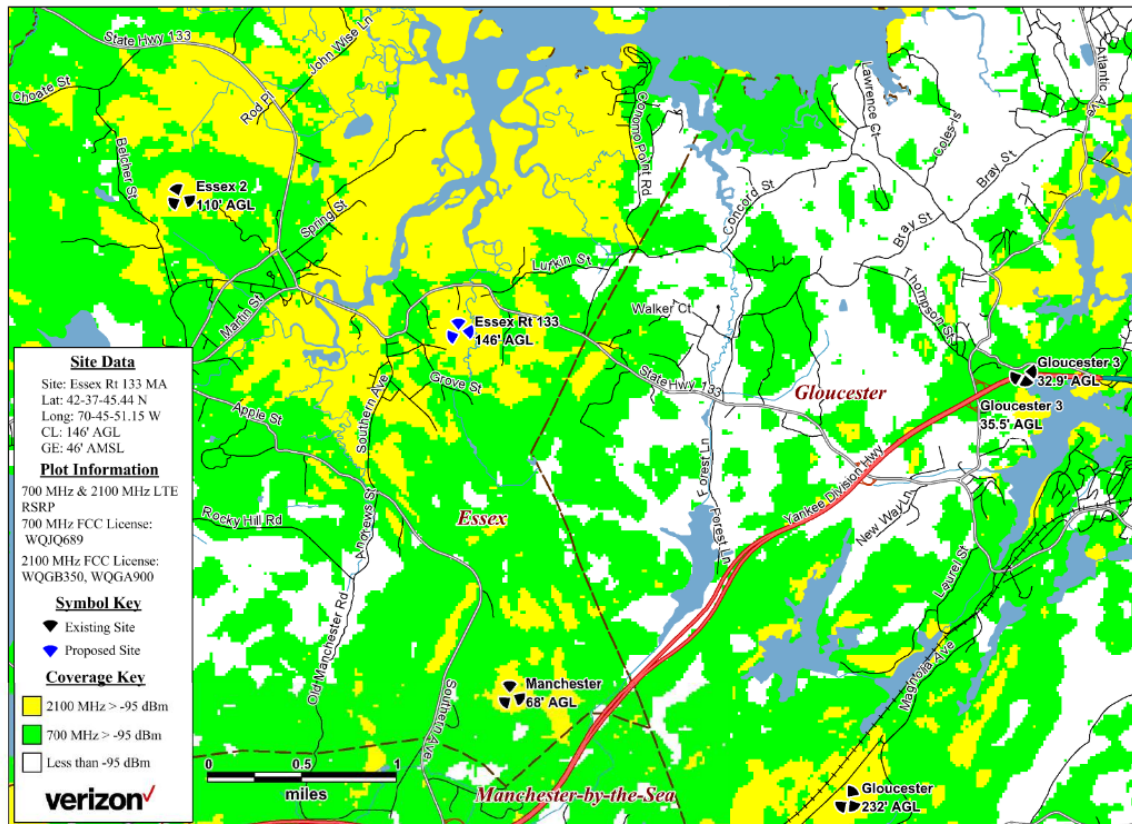 State Hwy 133
John Wise Ln
Choate St
Rod Pl
Belcher St
Essex 2
110' AGL
Spring St
Martin St
Conomo Point Rd
Lawrence Ct
Coles Is
Atlantic Ave
Bray St
Concord St
Bray St
Lufkin St
Thompson St
Walker Ct
Essex Rt 133
146' AGL
Grove St
State Hwy 133
Gloucester
Gloucester 3
32.9' AGL
Gloucester 3
35.5' AGL
Apple St
Southern Ave
Forest Ln
Yankee Division Hwy
New Way Ln
Essex
Rocky Hill Rd
Andrews St
Forest Ln
Laurel St
Old Manchester Rd
Southern Ave
Manchester
68' AGL
Magnolia Ave
Manchester-by-the-Sea
Gloucester
232' AGL
Site Data
Site: Essex Rt 133 MA
Lat: 42-37-45.44 N
Long: 70-45-51.15 W
CL: 146' AGL
GE: 46' AMSL
Plot Information
700 MHz & 2100 MHz LTE
RSRP
700 MHz FCC License:
WQJQ689
2100 MHz FCC License:
WQGB350, WQGA900
Symbol Key
Existing Site
Proposed Site
Coverage Key
2100 MHz > -95 dBm
700 MHz > -95 dBm
Less than -95 dBm
verizon
0 0.5 1
miles